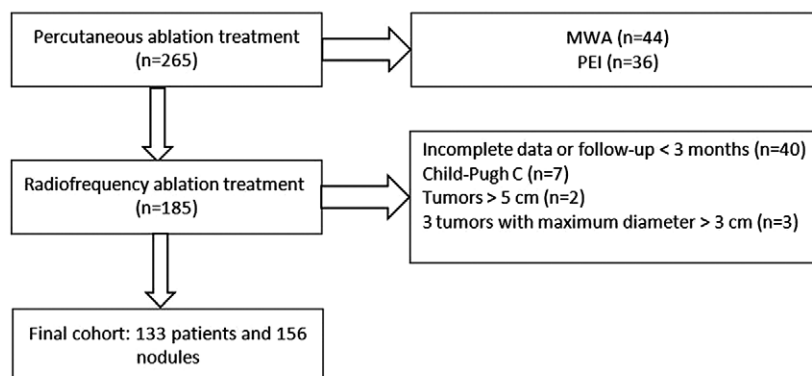 Percutaneous ablation treatment
(n=265)
MWA (n=44)
PEI (n=36)
Radiofrequency ablation treatment
(n=185)
Incomplete data or follow-up < 3 months (n=40)
Child-Pugh C (n=7)
Tumors > 5 cm (n=2)
3 tumors with maximum diameter > 3 cm (n=3)
Final cohort: 133 patients and 156
nodules